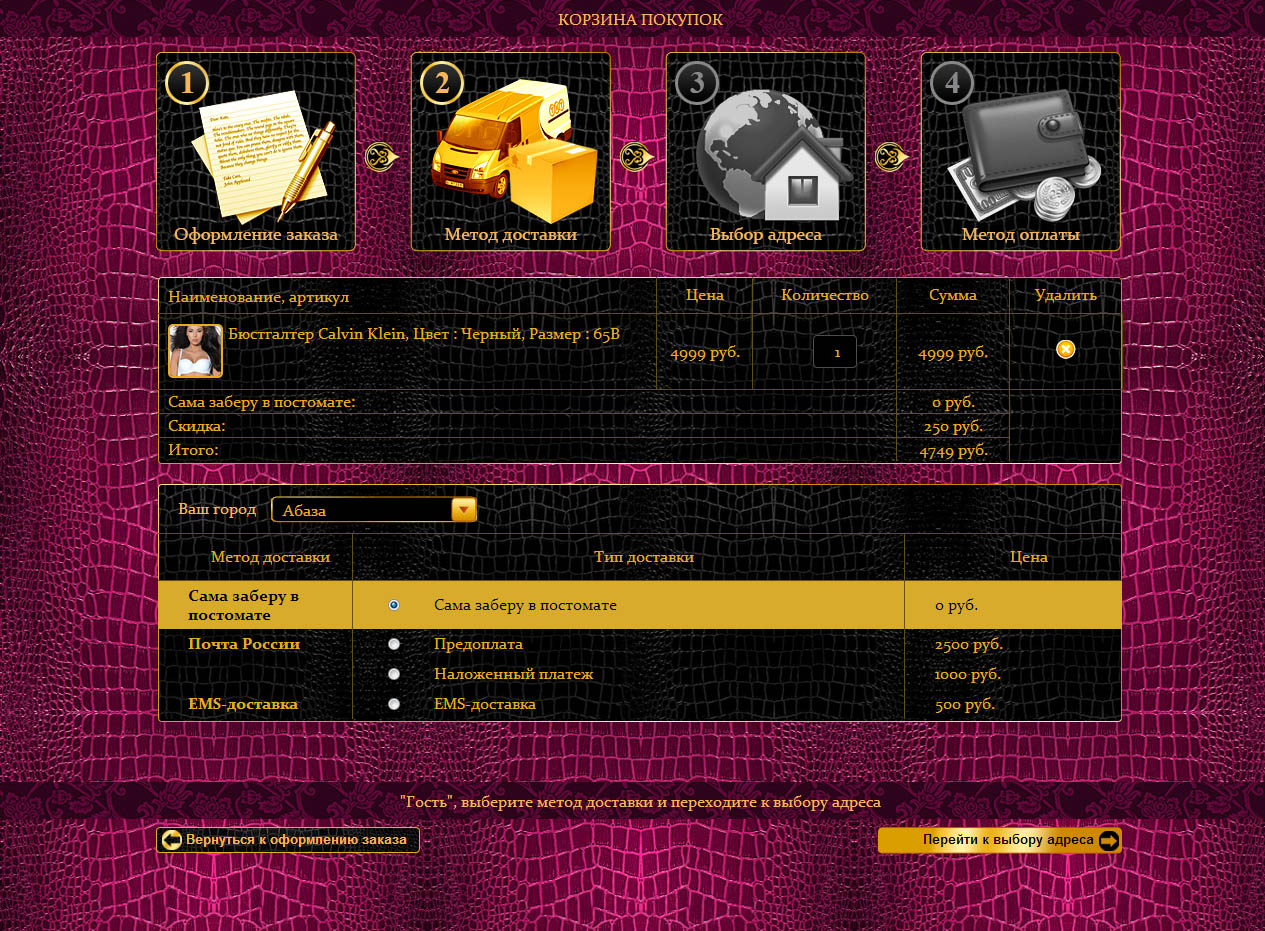 КОРЗИНА ПОКУПОК
1
2
3
4
Оформление заказа
Метод доставки
Выбор адреса
Метод оплаты
Наименование, артикул
Цена
Количество
Сумма
Удалить
Бюстгалтер Calvin Klein, Цвет : Черный, Размер : 65B
4999 руб.
1
4999 руб.
Сама заберу в постомате:
0 руб.
Скидка:
250 руб.
Итого:
4749 руб.
Ваш город
Абаза
Метод доставки
Тип доставки
Цена
Сама заберу в
постомате
Сама заберу в постомате
0 руб.
Почта России
Предоплата
2500 руб.
Наложенный платеж
1000 руб.
EMS-доставка
EMS-доставка
500 руб.
"Гость", выберите метод доставки и переходите к выбору адреса
Вернуться к оформлению заказа
Перейти к выбору адреса